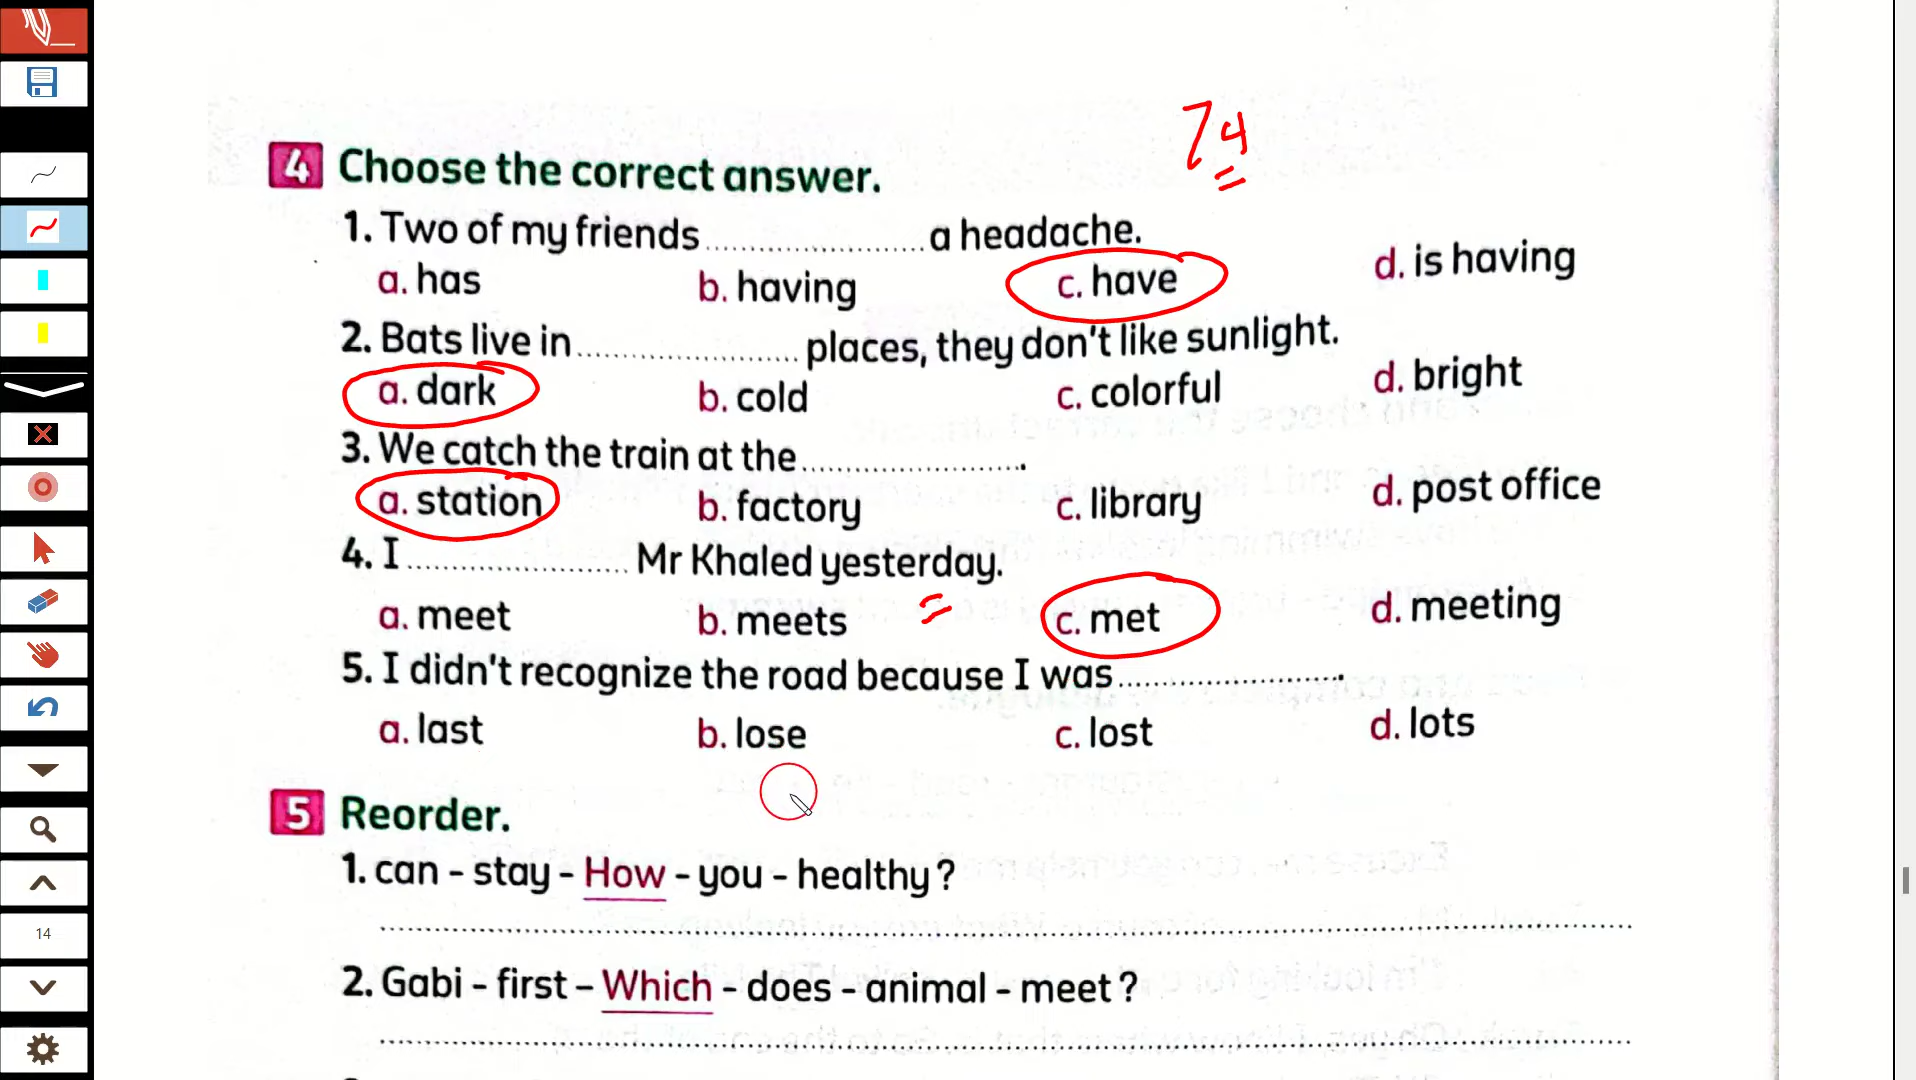 74
4 Choose the correct answer.
1. Two of my friends ...................... a headache.
a. has b. having c. have d. is having
2. Bats live in ...................... places, they don't like sunlight.
a. dark b. cold c. colorful d. bright
3. We catch the train at the ...................... .
a. station b. factory c. library d. post office
4. I ...................... Mr Khaled yesterday.
a. meet b. meets c. met d. meeting
5. I didn't recognize the road because I was ...................... .
a. last b. lose c. lost d. lots
5 Reorder.
1. can - stay - How - you - healthy ?
2. Gabi - first - Which - does - animal - meet ?
14